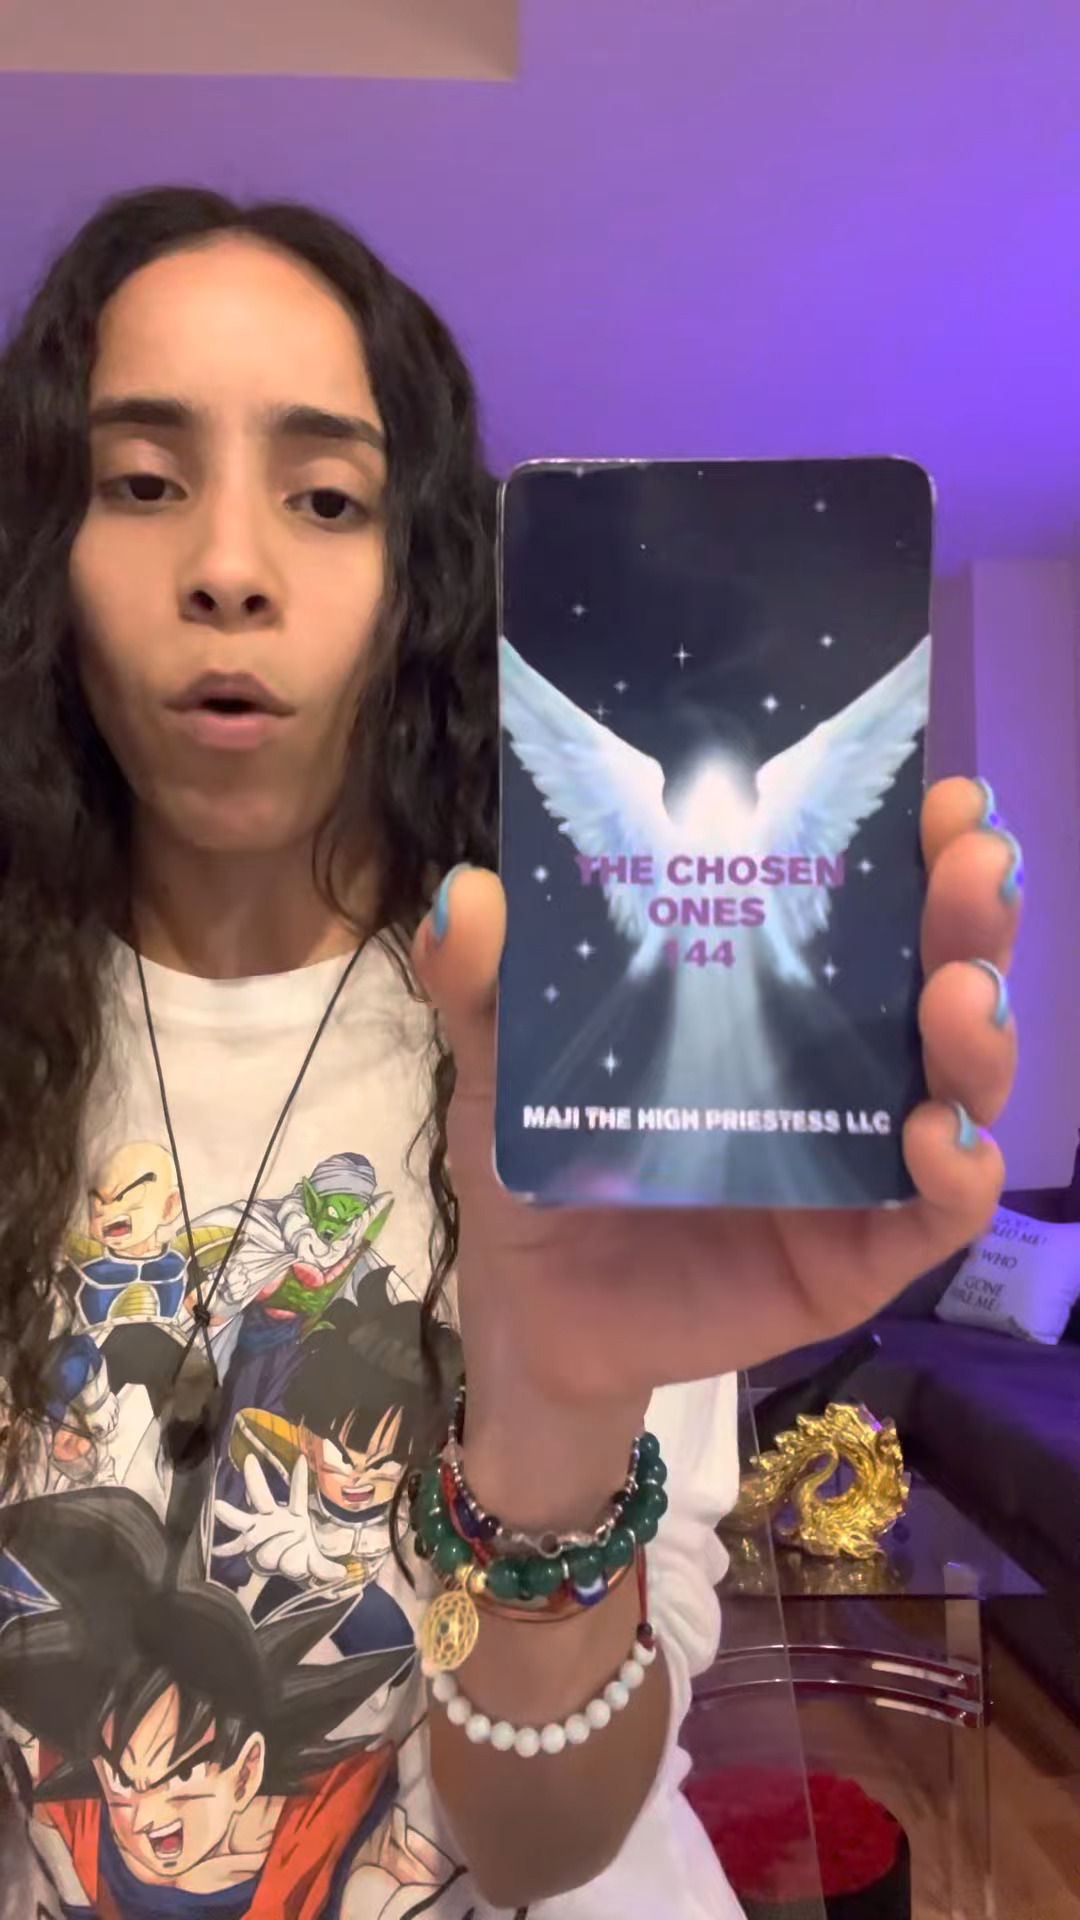 THE CHOSEN
ONES
144
MAJI THE HIGH PRIESTESS LLC
WHO
GONE